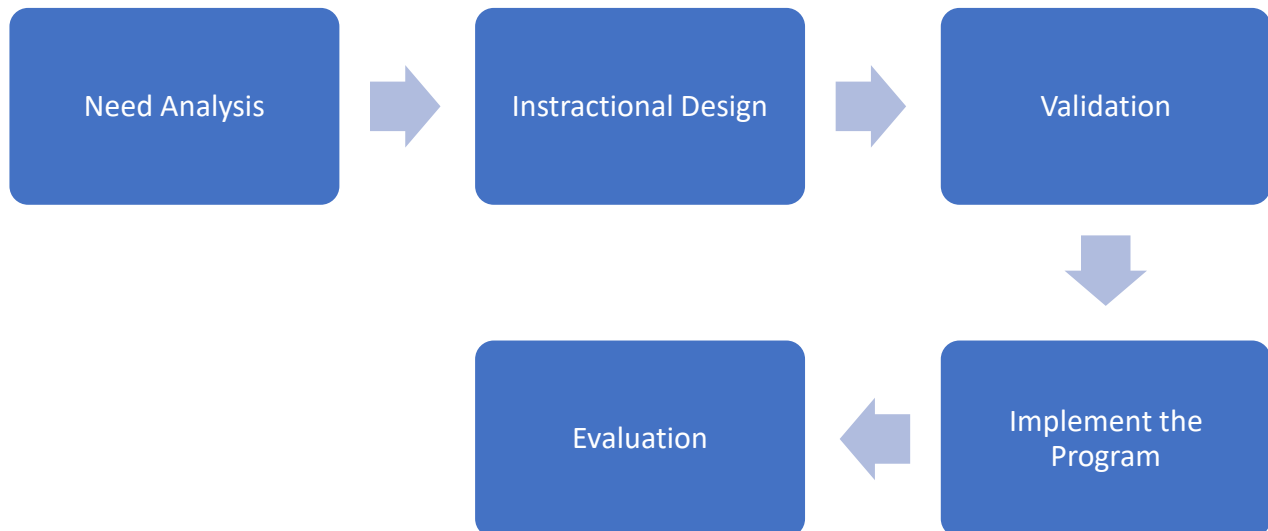 Need Analysis
Instractional Design
Validation
Implement the
Program
Evaluation